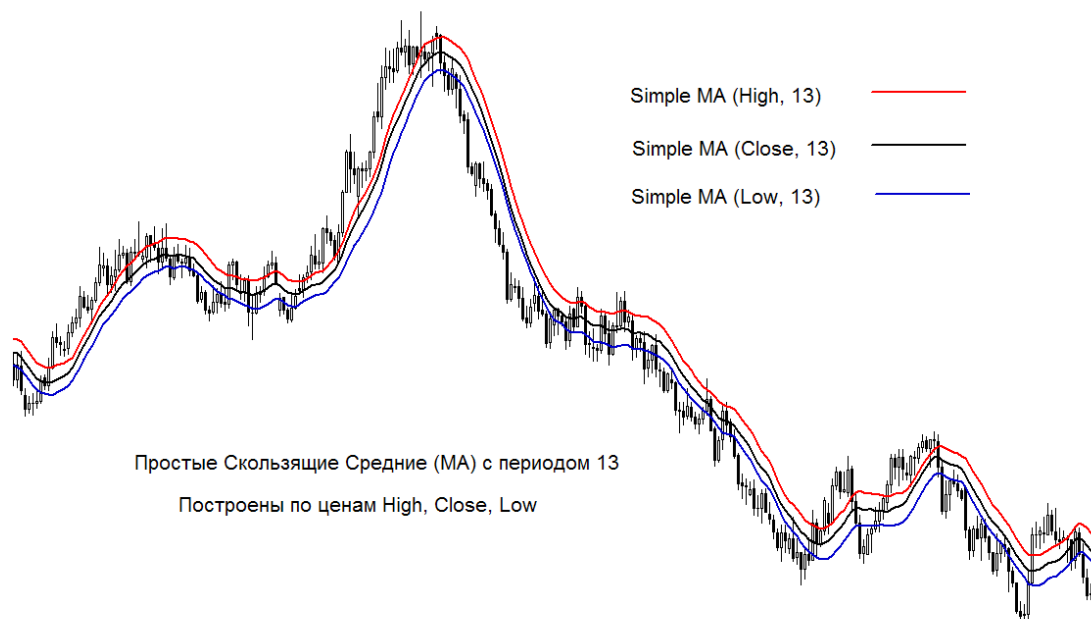 Simple MA (High, 13)
Simple MA (Close, 13)
Simple MA (Low, 13)
Простые Скользящие Средние (МА) с периодом 13
Построены по ценам High, Close, Low